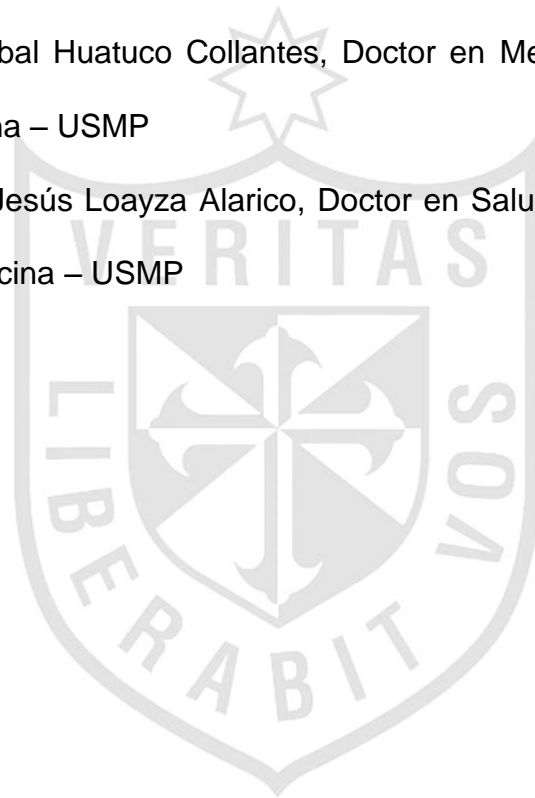 bal Huatuco Collantes, Doctor en Me
na – USMP
Jesús Loayza Alarico, Doctor en Salu
cina – USMP
VERITAS
LIBERABIT VOS